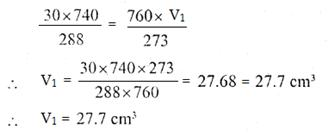 30×740/288 = 760× V₁/273
∴ V₁ = 30×740×273/288×760 = 27.68 = 27.7 cm³
∴ V₁ = 27.7 cm³